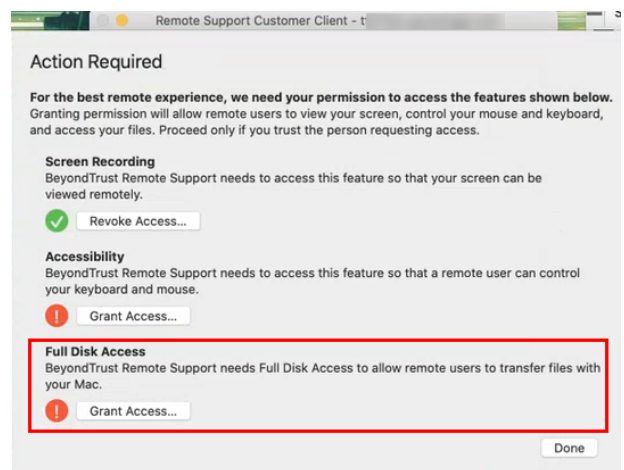 Remote Support Customer Client - t
Action Required
For the best remote experience, we need your permission to access the features shown below.
Granting permission will allow remote users to view your screen, control your mouse and keyboard,
and access your files. Proceed only if you trust the person requesting access.
Screen Recording
BeyondTrust Remote Support needs to access this feature so that your screen can be
viewed remotely.
Revoke Access...
Accessibility
BeyondTrust Remote Support needs to access this feature so that a remote user can control
your keyboard and mouse.
! Grant Access...
Full Disk Access
BeyondTrust Remote Support needs Full Disk Access to allow remote users to transfer files with
your Mac.
! Grant Access...
Done